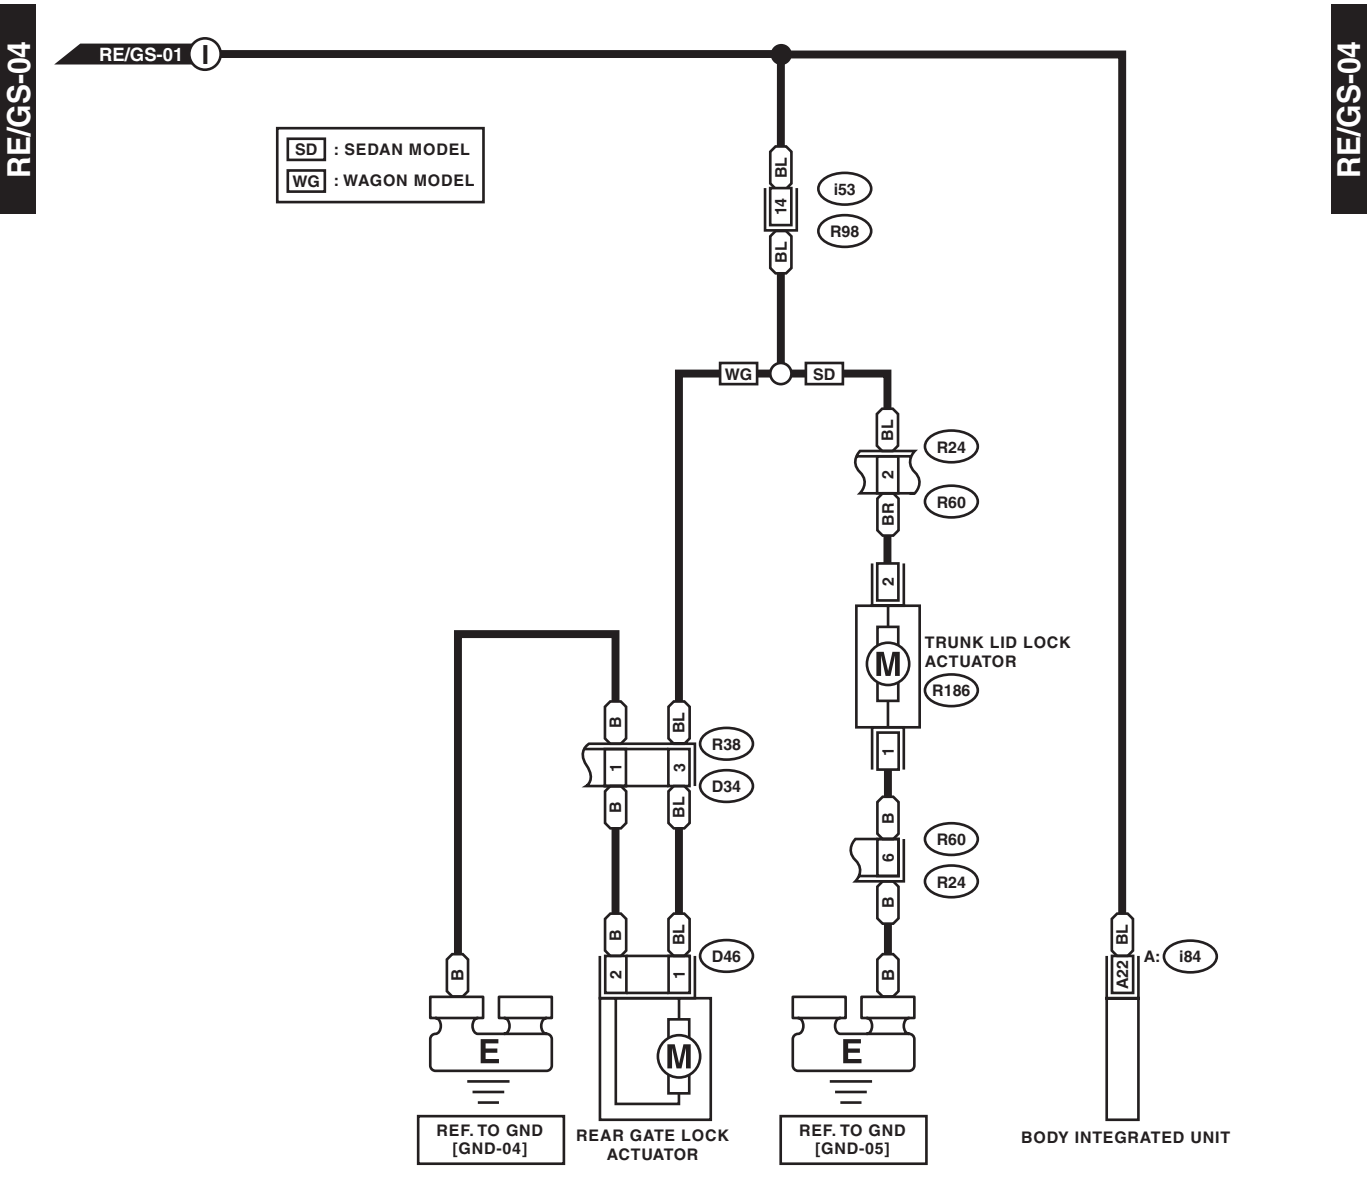 RE/GS-04
RE/GS-04
RE/GS-01 I
SD : SEDAN MODEL
WG : WAGON MODEL
BL
14
i53
R98
BL
WG
SD
BL
R24
2
R60
BR
2
TRUNK LID LOCK
ACTUATOR
M
R186
1
B
BL
R38
1
3
D34
B
BL
B
R60
6
R24
B
B
BL
D46
2
1
B
B
BL
A22
A: i84
E
M
E
REF. TO GND
[GND-04]
REAR GATE LOCK
ACTUATOR
REF. TO GND
[GND-05]
BODY INTEGRATED UNIT